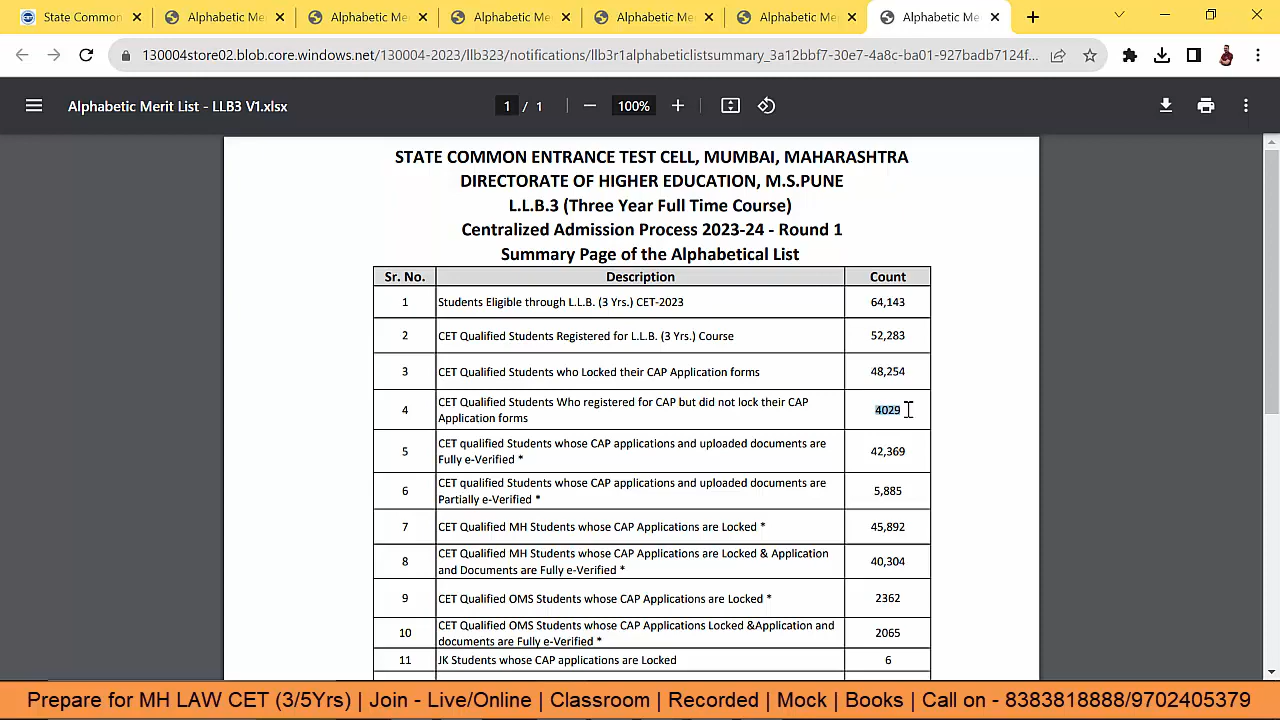 State Common
Alphabetic Me
Alphabetic Me
Alphabetic Me
Alphabetic Me
Alphabetic Me
Alphabetic Me
130004store02.blob.core.windows.net/130004-2023/llb323/notifications/llb3r1alphabeticlistsummary_3a12bbf7-30e7-4a8c-ba01-927badb7124f...
Alphabetic Merit List - LLB3 V1.xlsx
1 / 1
100%
STATE COMMON ENTRANCE TEST CELL, MUMBAI, MAHARASHTRA
DIRECTORATE OF HIGHER EDUCATION, M.S.PUNE
L.L.B.3 (Three Year Full Time Course)
Centralized Admission Process 2023-24 - Round 1
Summary Page of the Alphabetical List
Sr. No. Description Count
1 Students Eligible through L.L.B. (3 Yrs.) CET-2023 64,143
2 CET Qualified Students Registered for L.L.B. (3 Yrs.) Course 52,283
3 CET Qualified Students who Locked their CAP Application forms 48,254
4 CET Qualified Students Who registered for CAP but did not lock their CAP 4029
Application forms
5 CET qualified Students whose CAP applications and uploaded documents are 42,369
Fully e-Verified *
6 CET qualified Students whose CAP applications and uploaded documents are 5,885
Partially e-Verified *
7 CET Qualified MH Students whose CAP Applications are Locked * 45,892
8 CET Qualified MH Students whose CAP Applications are Locked & Application 40,304
and Documents are Fully e-Verified *
9 CET Qualified OMS Students whose CAP Applications are Locked * 2362
10 CET Qualified OMS Students whose CAP Applications Locked &Application and 2065
documents are Fully e-Verified *
11 JK Students whose CAP applications are Locked 6
Prepare for MH LAW CET (3/5Yrs) | Join - Live/Online | Classroom | Recorded | Mock | Books | Call on - 8383818888/9702405379